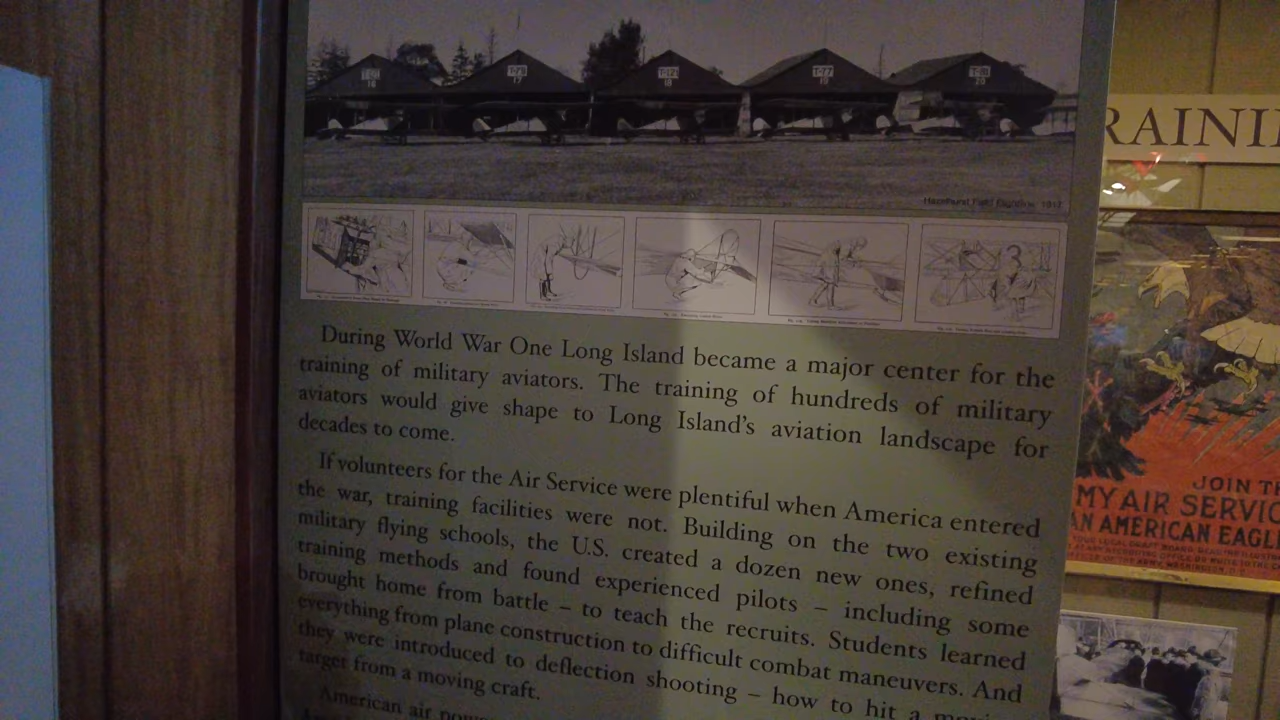 Hazelhurst Field Flightline, 1917
During World War One Long Island became a major center for the
training of military aviators. The training of hundreds of military
aviators would give shape to Long Island's aviation landscape for
decades to come.
If volunteers for the Air Service were plentiful when America entered
the war, training facilities were not. Building on the two existing
military flying schools, the U.S. created a dozen new ones, refined
training methods and found experienced pilots – including some
brought home from battle – to teach the recruits. Students learned
everything from plane construction to difficult combat maneuvers. And
they were introduced to deflection shooting – how to hit a
target from a moving craft.
American air
RAINI
JOIN TH
MY AIR SERVIC
AN AMERICAN EAGL